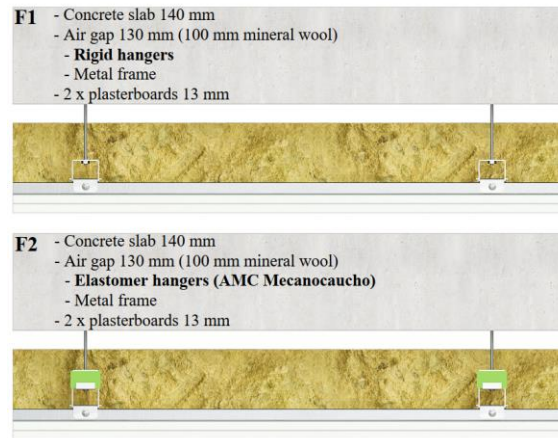 F1 - Concrete slab 140 mm
- Air gap 130 mm (100 mm mineral wool)
- Rigid hangers
- Metal frame
- 2 x plasterboards 13 mm
F2 - Concrete slab 140 mm
- Air gap 130 mm (100 mm mineral wool)
- Elastomer hangers (AMC Mecanocaucho)
- Metal frame
- 2 x plasterboards 13 mm